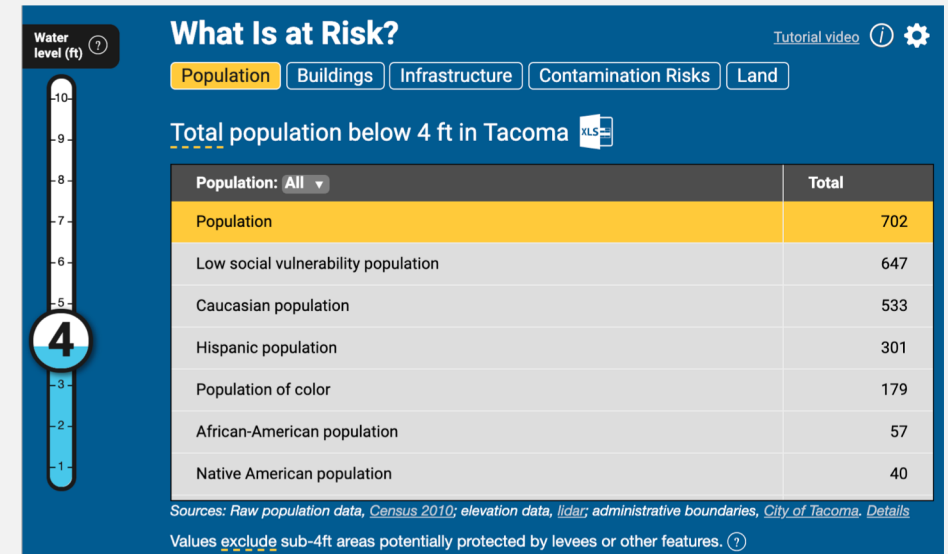 Water
level (ft) ?
What Is at Risk?
Tutorial video i
Population Buildings Infrastructure Contamination Risks Land
Total population below 4 ft in Tacoma XLS
10
9
8
7
6
5
4
3
2
1
Population: All ▼ Total
Population 702
Low social vulnerability population 647
Caucasian population 533
Hispanic population 301
Population of color 179
African-American population 57
Native American population 40
Sources: Raw population data, Census 2010; elevation data, lidar; administrative boundaries, City of Tacoma. Details
Values exclude sub-4ft areas potentially protected by levees or other features. ?